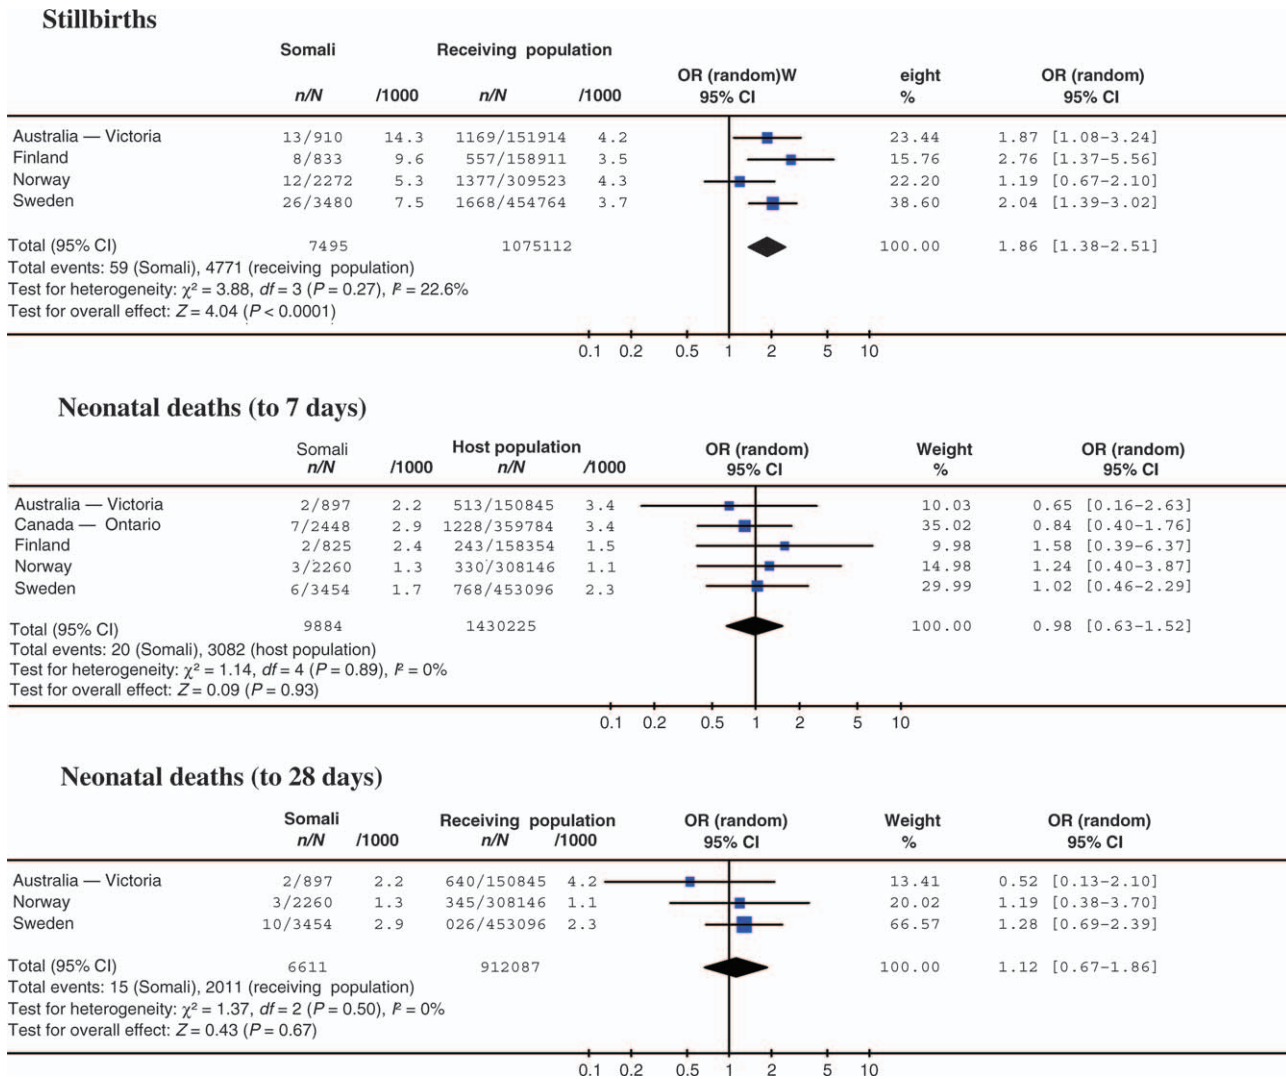 Stillbirths
Somali Receiving population
OR (random)W eight OR (random)
n/N /1000 n/N /1000 95% CI % 95% CI
Australia — Victoria 13/910 14.3 1169/151914 4.2 23.44 1.87 [1.08–3.24]
Finland 8/833 9.6 557/158911 3.5 15.76 2.76 [1.37–5.56]
Norway 12/2272 5.3 1377/309523 4.3 22.20 1.19 [0.67–2.10]
Sweden 26/3480 7.5 1668/454764 3.7 38.60 2.04 [1.39–3.02]
Total (95% CI) 7495 1075112 100.00 1.86 [1.38–2.51]
Total events: 59 (Somali), 4771 (receiving population)
Test for heterogeneity: χ² = 3.88, df = 3 (P = 0.27), I² = 22.6%
Test for overall effect: Z = 4.04 (P < 0.0001)
0.1 0.2 0.5 1 2 5 10
Neonatal deaths (to 7 days)
Somali Host population OR (random) Weight OR (random)
n/N /1000 n/N /1000 95% CI % 95% CI
Australia — Victoria 2/897 2.2 513/150845 3.4 10.03 0.65 [0.16–2.63]
Canada — Ontario 7/2448 2.9 1228/359784 3.4 35.02 0.84 [0.40–1.76]
Finland 2/825 2.4 243/158354 1.5 9.98 1.58 [0.39–6.37]
Norway 3/2260 1.3 330/308146 1.1 14.98 1.24 [0.40–3.87]
Sweden 6/3454 1.7 768/453096 2.3 29.99 1.02 [0.46–2.29]
Total (95% CI) 9884 1430225 100.00 0.98 [0.63–1.52]
Total events: 20 (Somali), 3082 (host population)
Test for heterogeneity: χ² = 1.14, df = 4 (P = 0.89), I² = 0%
Test for overall effect: Z = 0.09 (P = 0.93)
0.1 0.2 0.5 1 2 5 10
Neonatal deaths (to 28 days)
Somali Receiving population OR (random) Weight OR (random)
n/N /1000 n/N /1000 95% CI % 95% CI
Australia — Victoria 2/897 2.2 640/150845 4.2 13.41 0.52 [0.13–2.10]
Norway 3/2260 1.3 345/308146 1.1 20.02 1.19 [0.38–3.70]
Sweden 10/3454 2.9 026/453096 2.3 66.57 1.28 [0.69–2.39]
Total (95% CI) 6611 912087 100.00 1.12 [0.67–1.86]
Total events: 15 (Somali), 2011 (receiving population)
Test for heterogeneity: χ² = 1.37, df = 2 (P = 0.50), I² = 0%
Test for overall effect: Z = 0.43 (P = 0.67)
0.1 0.2 0.5 1 2 5 10